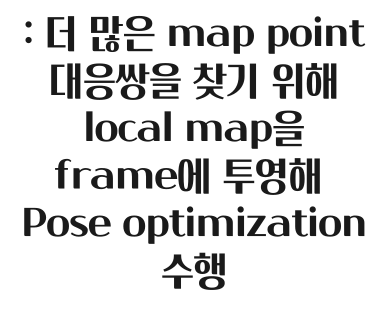 : 더 많은 map point
대응쌍을 찾기 위해
local map을
frame에 투영해
Pose optimization
수행